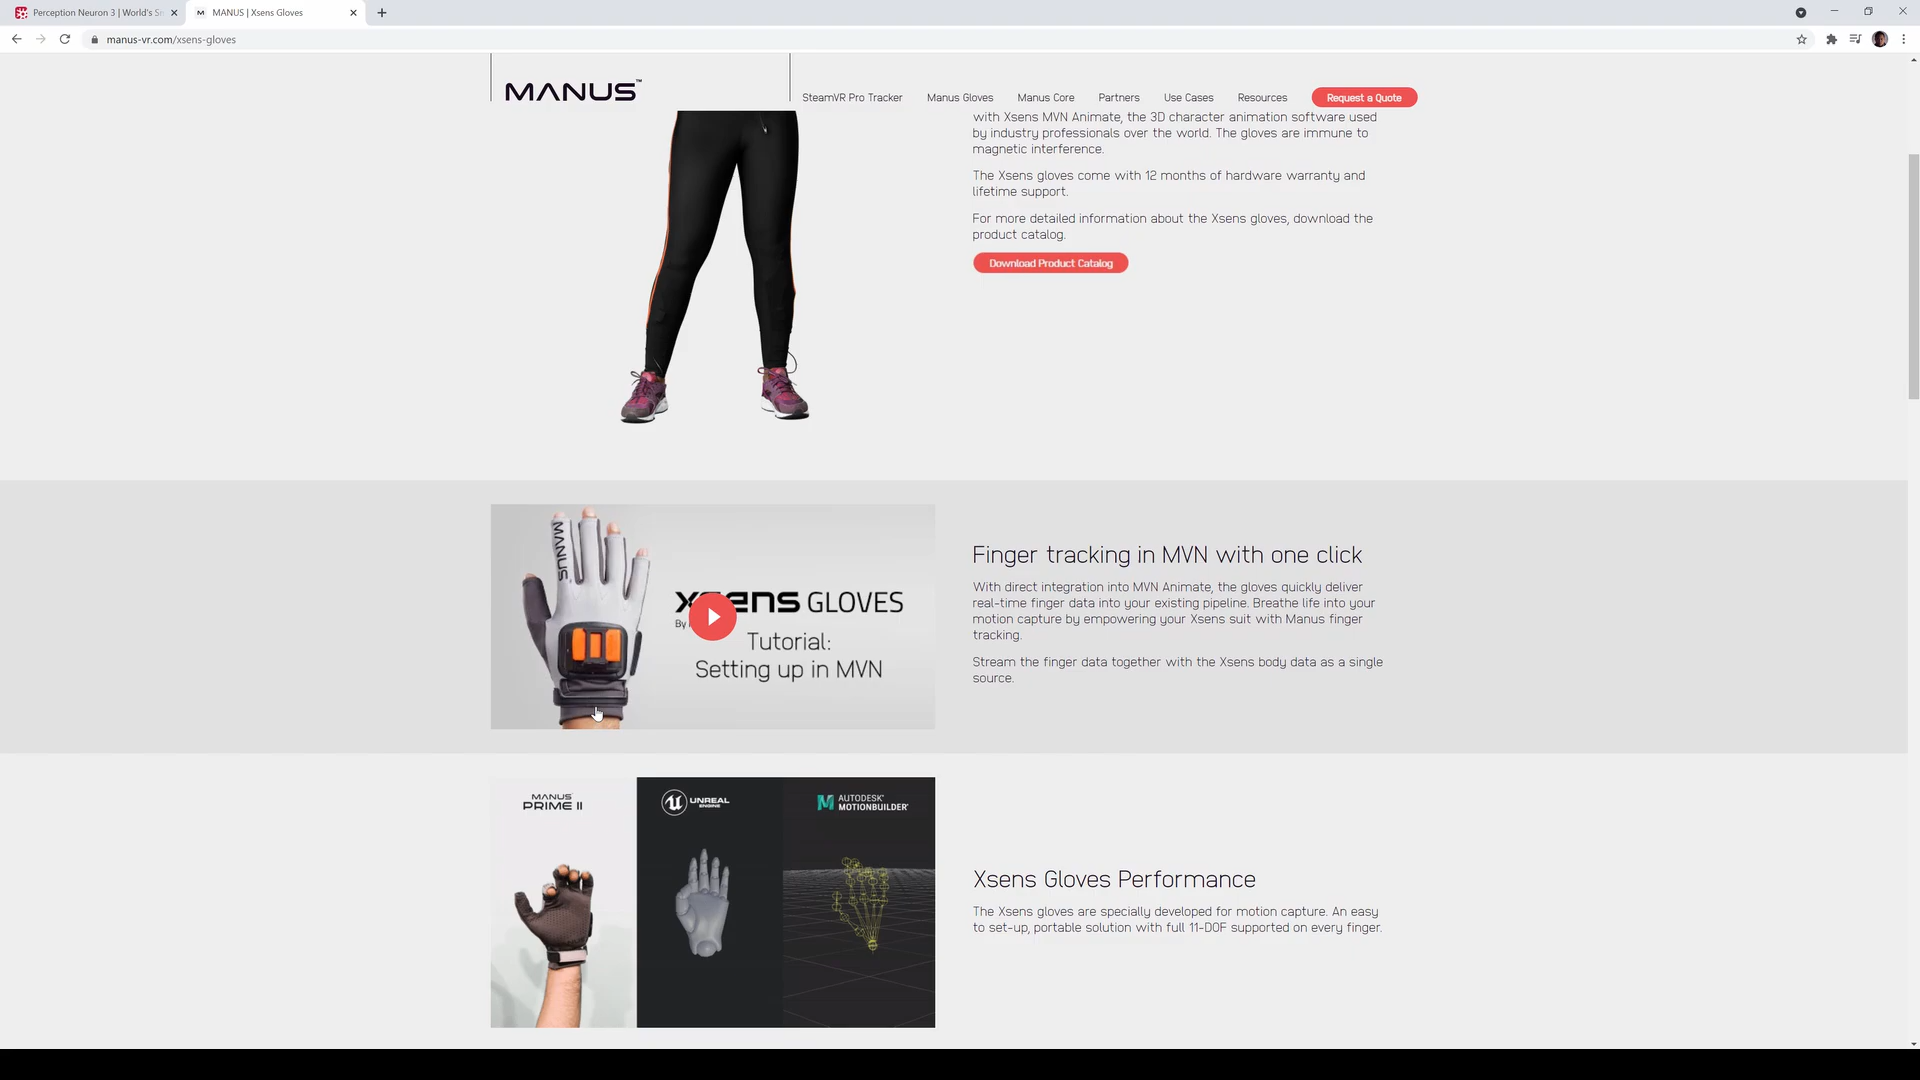 Perception Neuron 3 | World's Sm
MANUS | Xsens Gloves
manus-vr.com/xsens-gloves
MANUS™
SteamVR Pro Tracker
Manus Gloves
Manus Core
Partners
Use Cases
Resources
Request a Quote
with Xsens MVN Animate, the 3D character animation software used
by industry professionals over the world. The gloves are immune to
magnetic interference.
The Xsens gloves come with 12 months of hardware warranty and
lifetime support.
For more detailed information about the Xsens gloves, download the
product catalog.
Download Product Catalog
MANUS
xsens GLOVES
By
Tutorial:
Setting up in MVN
Finger tracking in MVN with one click
With direct integration into MVN Animate, the gloves quickly deliver
real-time finger data into your existing pipeline. Breathe life into your
motion capture by empowering your Xsens suit with Manus finger
tracking.
Stream the finger data together with the Xsens body data as a single
source.
MANUS™
PRIME II
UNREAL
ENGINE
M AUTODESK®
MOTIONBUILDER®
Xsens Gloves Performance
The Xsens gloves are specially developed for motion capture. An easy
to set-up, portable solution with full 11-DOF supported on every finger.